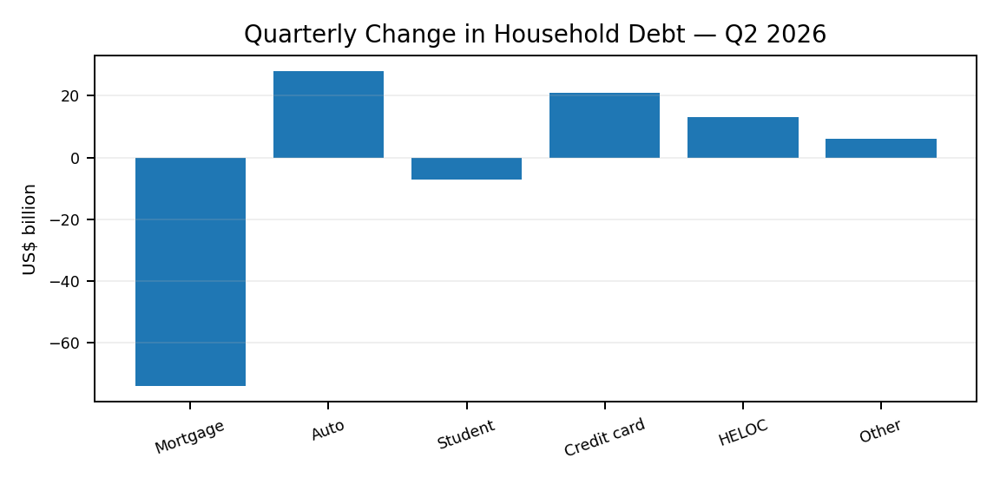 Quarterly Change in Household Debt — Q2 2026
US$ billion
20
0
−20
−40
−60
Mortgage
Auto
Student
Credit card
HELOC
Other